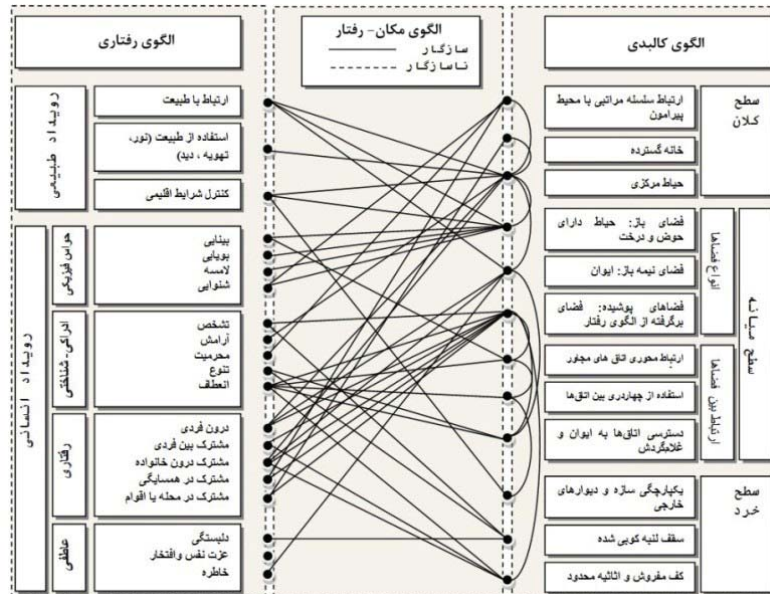 الگوی کالبدی
الگوی مکان- رفتار
سازگار
ناسازگار
الگوی رفتاری
سطح
کلان
ارتباط سلسله مراتبی با محیط
پیرامون
خانه گسترده
حیاط مرکزی
سطح میانه
انواع فضاها
فضای باز: حیاط دارای
حوض و درخت
فضای نیمه باز: ایوان
فضاهای پوشیده: فضای
برگرفته از الگوی رفتار
ارتباط بین فضاها
ارتباط محوری اتاق های مجاور
استفاده از چهاردری بین اتاق‌ها
دسترسی اتاق‌ها به ایوان و
غلامگردش
سطح
خرد
یکپارچگی سازه و دیوارهای
خارجی
سقف لنبه کوبی شده
کف مفروش و اثاثیه محدود
رویداد طبیعی
ارتباط با طبیعت
استفاده از طبیعت (نور،
تهویه ، دید)
کنترل شرایط اقلیمی
رویداد انسانی
حواس فیزیکی
بینایی
بویایی
لامسه
شنوایی
ادراکی-شناختی
تشخص
آرامش
محرمیت
تنوع
انعطاف
رفتاری
درون فردی
مشترک بین فردی
مشترک درون خانواده
مشترک در همسایگی
مشترک در محله یا اقوام
عاطفی
دلبستگی
عزت نفس وافتخار
خاطره